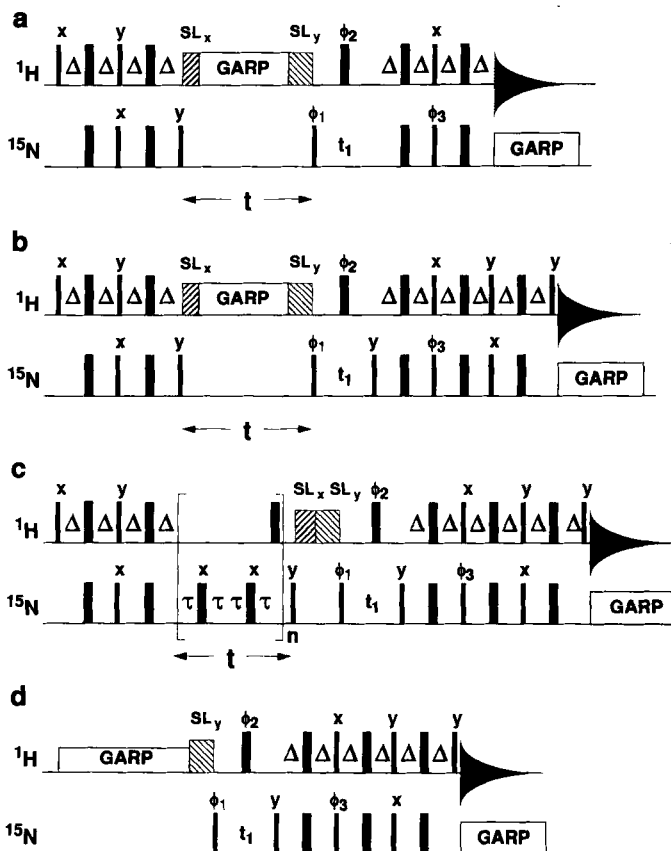 a
x y SLx SLy ϕ2 x
¹H Δ Δ Δ Δ GARP Δ Δ Δ Δ
x y ϕ1 ϕ3
¹⁵N t₁ GARP
t
b
x y SLx SLy ϕ2 x y y
¹H Δ Δ Δ Δ GARP Δ Δ Δ Δ Δ Δ
x y ϕ1 y ϕ3 x
¹⁵N t₁ GARP
t
c
x y SLx SLy ϕ2 x y y
¹H Δ Δ Δ Δ Δ Δ Δ Δ Δ Δ
x x x y ϕ1 y ϕ3 x
¹⁵N τ τ τ τ t₁ GARP
n
t
d
SLy ϕ2 x y y
¹H GARP Δ Δ Δ Δ Δ Δ
ϕ1 y ϕ3 x
¹⁵N t₁ GARP